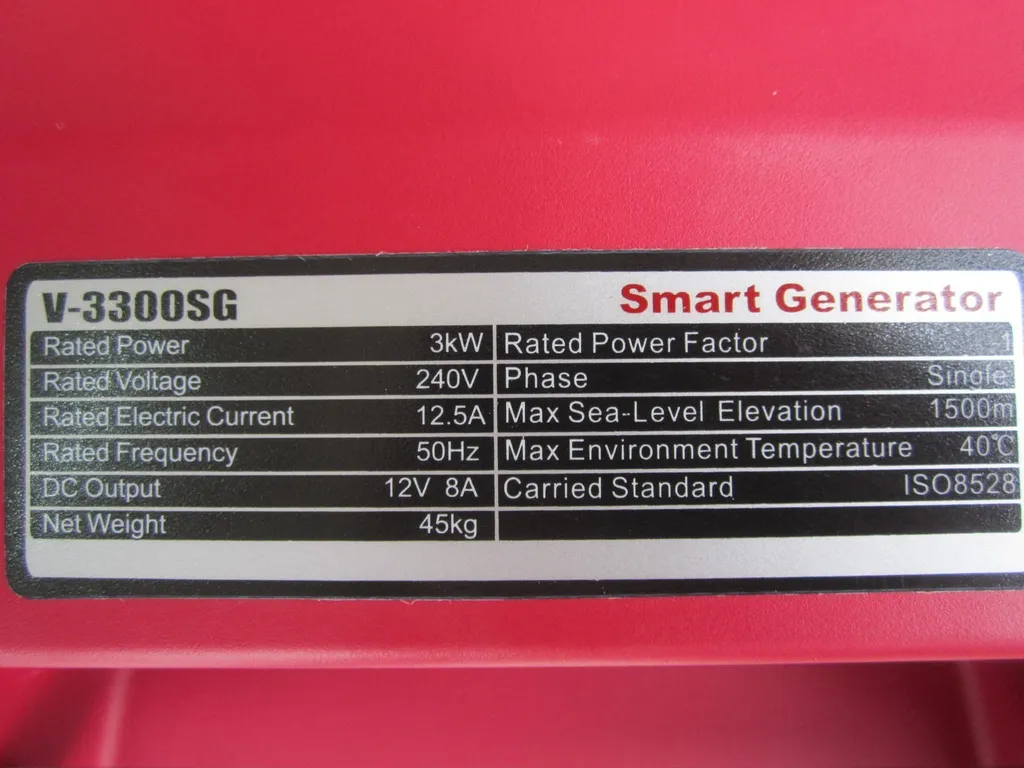 V-3300SG Smart Generator
Rated Power 3kW Rated Power Factor 1
Rated Voltage 240V Phase Single
Rated Electric Current 12.5A Max Sea-Level Elevation 1500m
Rated Frequency 50Hz Max Environment Temperature 40℃
DC Output 12V 8A Carried Standard ISO8528
Net Weight 45kg